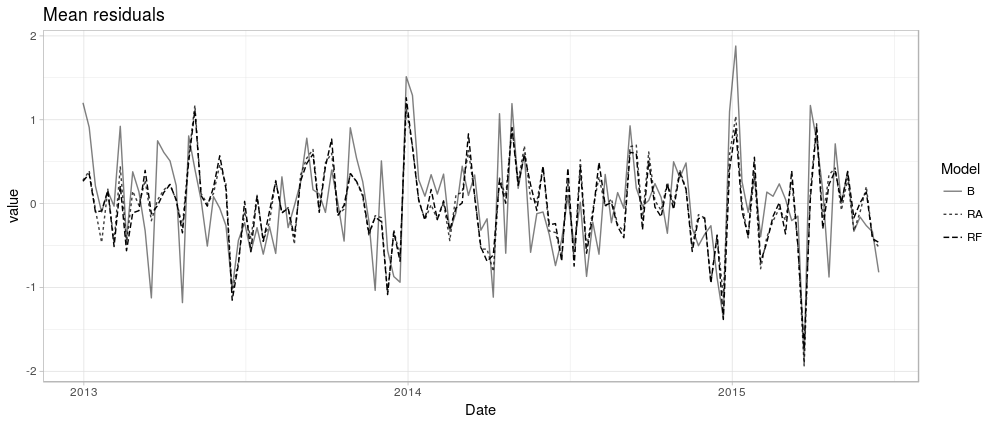 Mean residuals
2
1
0
-1
-2
value
2013
2014
2015
Date
Model
B
RA
RF